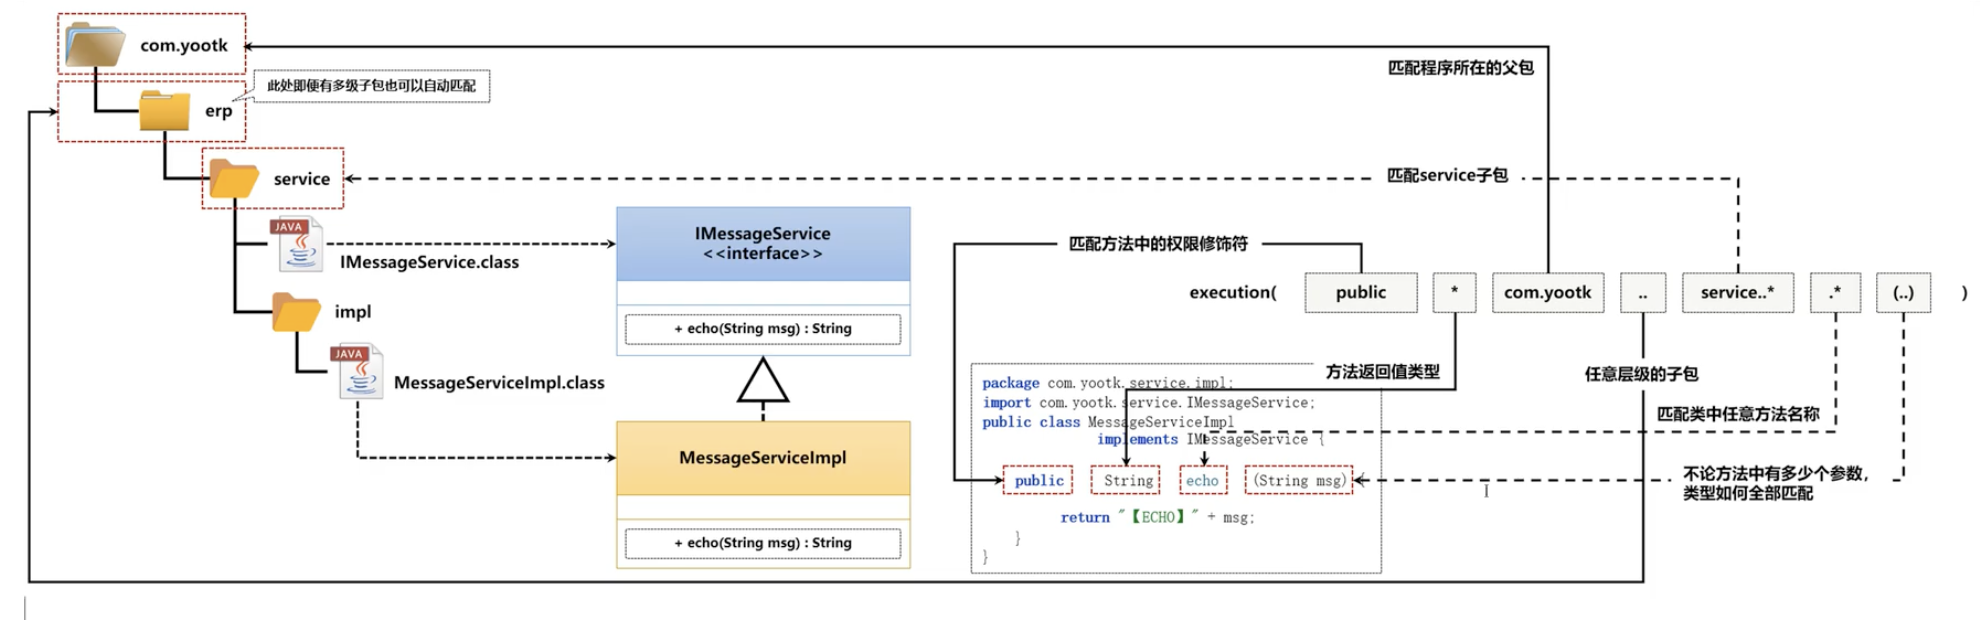 com.yootk
此处即便有多级子包也可以自动匹配
erp
service
JAVA
IMessageService.class
impl
JAVA
MessageServiceImpl.class
IMessageService
<<interface>>
+ echo(String msg) : String
MessageServiceImpl
+ echo(String msg) : String
匹配程序所在的父包
匹配service子包
匹配方法中的权限修饰符
execution( public * com.yootk .. service..* .* (..) )
方法返回值类型
任意层级的子包
匹配类中任意方法名称
不论方法中有多少个参数，
类型如何全部匹配
package com.yootk.service.impl;
import com.yootk.service.IMessageService;
public class MessageServiceImpl
implements IMessageService {
public String echo (String msg) {
return "【ECHO】" + msg;
}
}